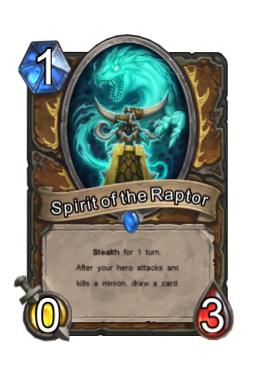 1
Spirit of the Raptor
Stealth for 1 turn.
After your hero attacks and
kills a minion, draw a card.
0
3